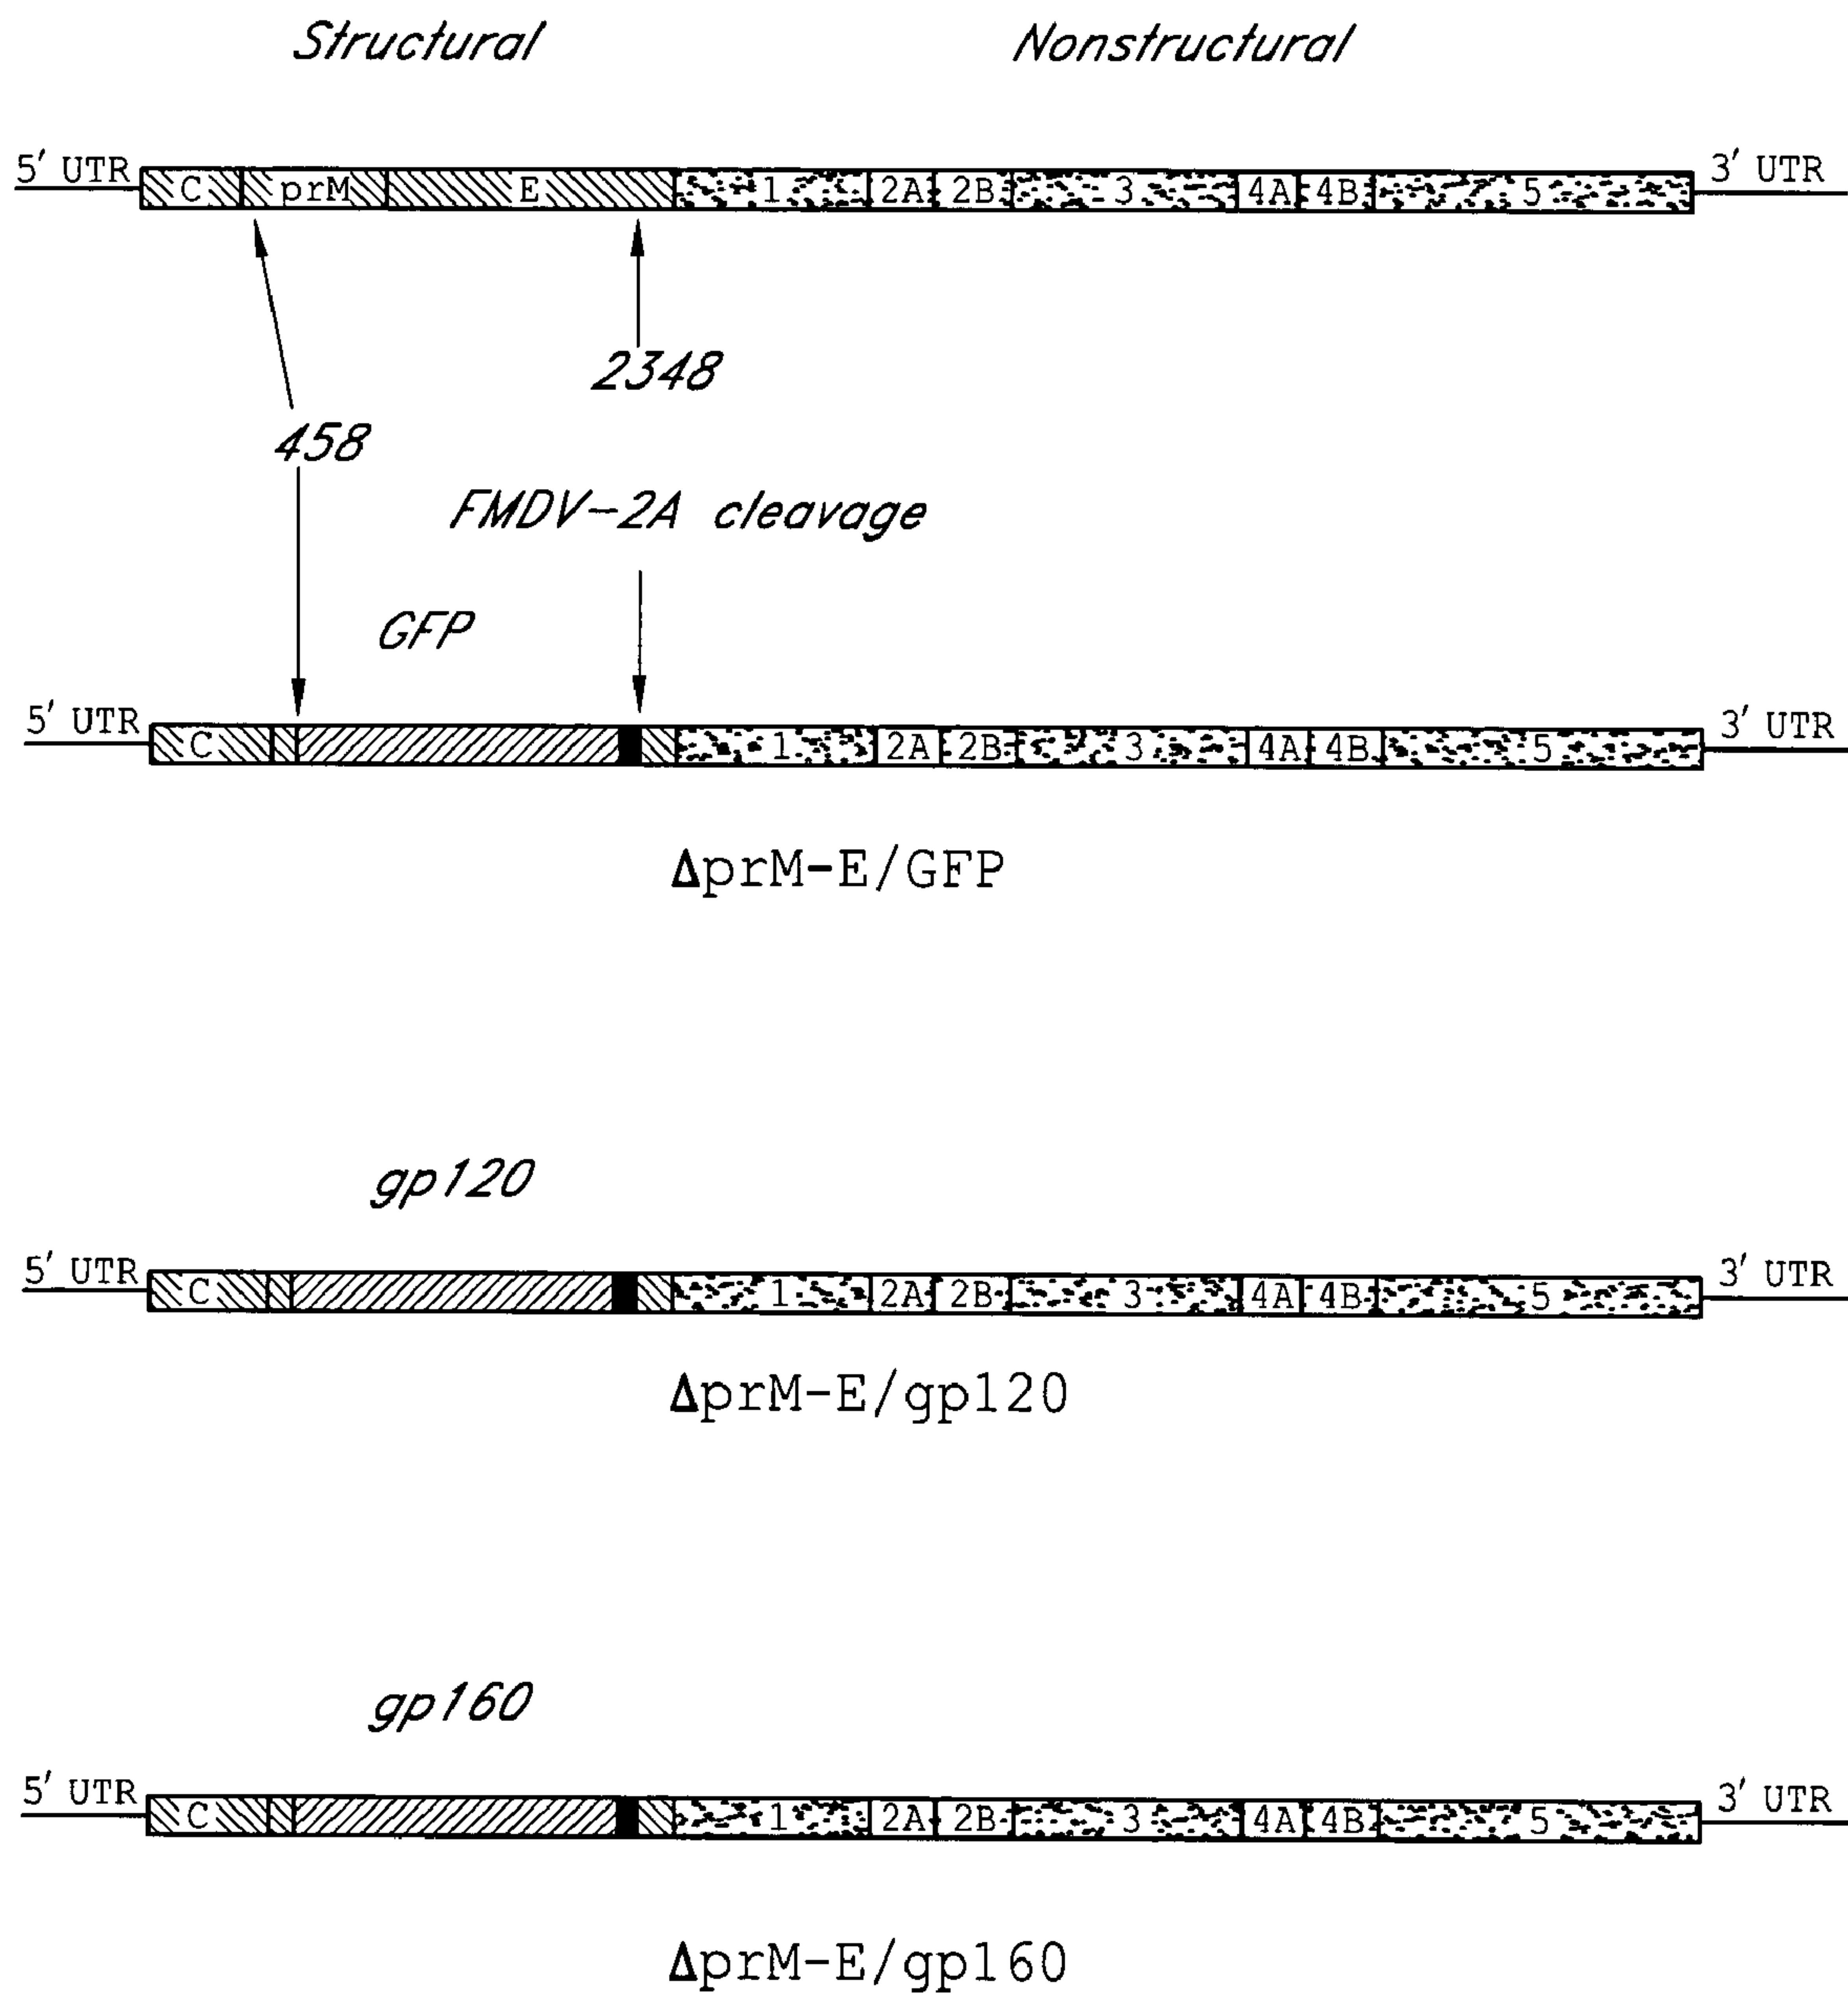 Structural Nonstructural
5' UTR C prM E 1 2A 2B 3 4A 4B 5 3' UTR
2348
458
FMDV-2A cleavage
GFP
5' UTR C 1 2A 2B 3 4A 4B 5 3' UTR
ΔprM-E/GFP
gp120
5' UTR C 1 2A 2B 3 4A 4B 5 3' UTR
ΔprM-E/gp120
gp160
5' UTR C 1 2A 2B 3 4A 4B 5 3' UTR
ΔprM-E/gp160